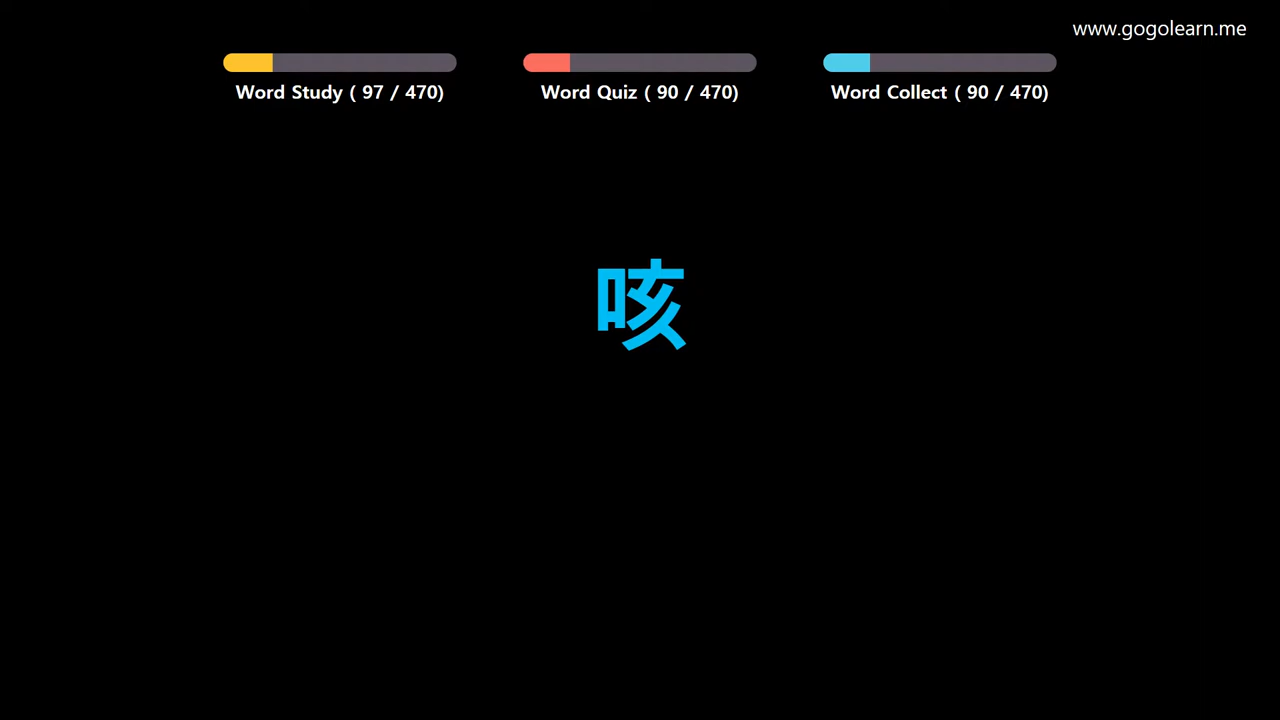 www.gogolearn.me
Word Study ( 97 / 470)
Word Quiz ( 90 / 470)
Word Collect ( 90 / 470)
咳